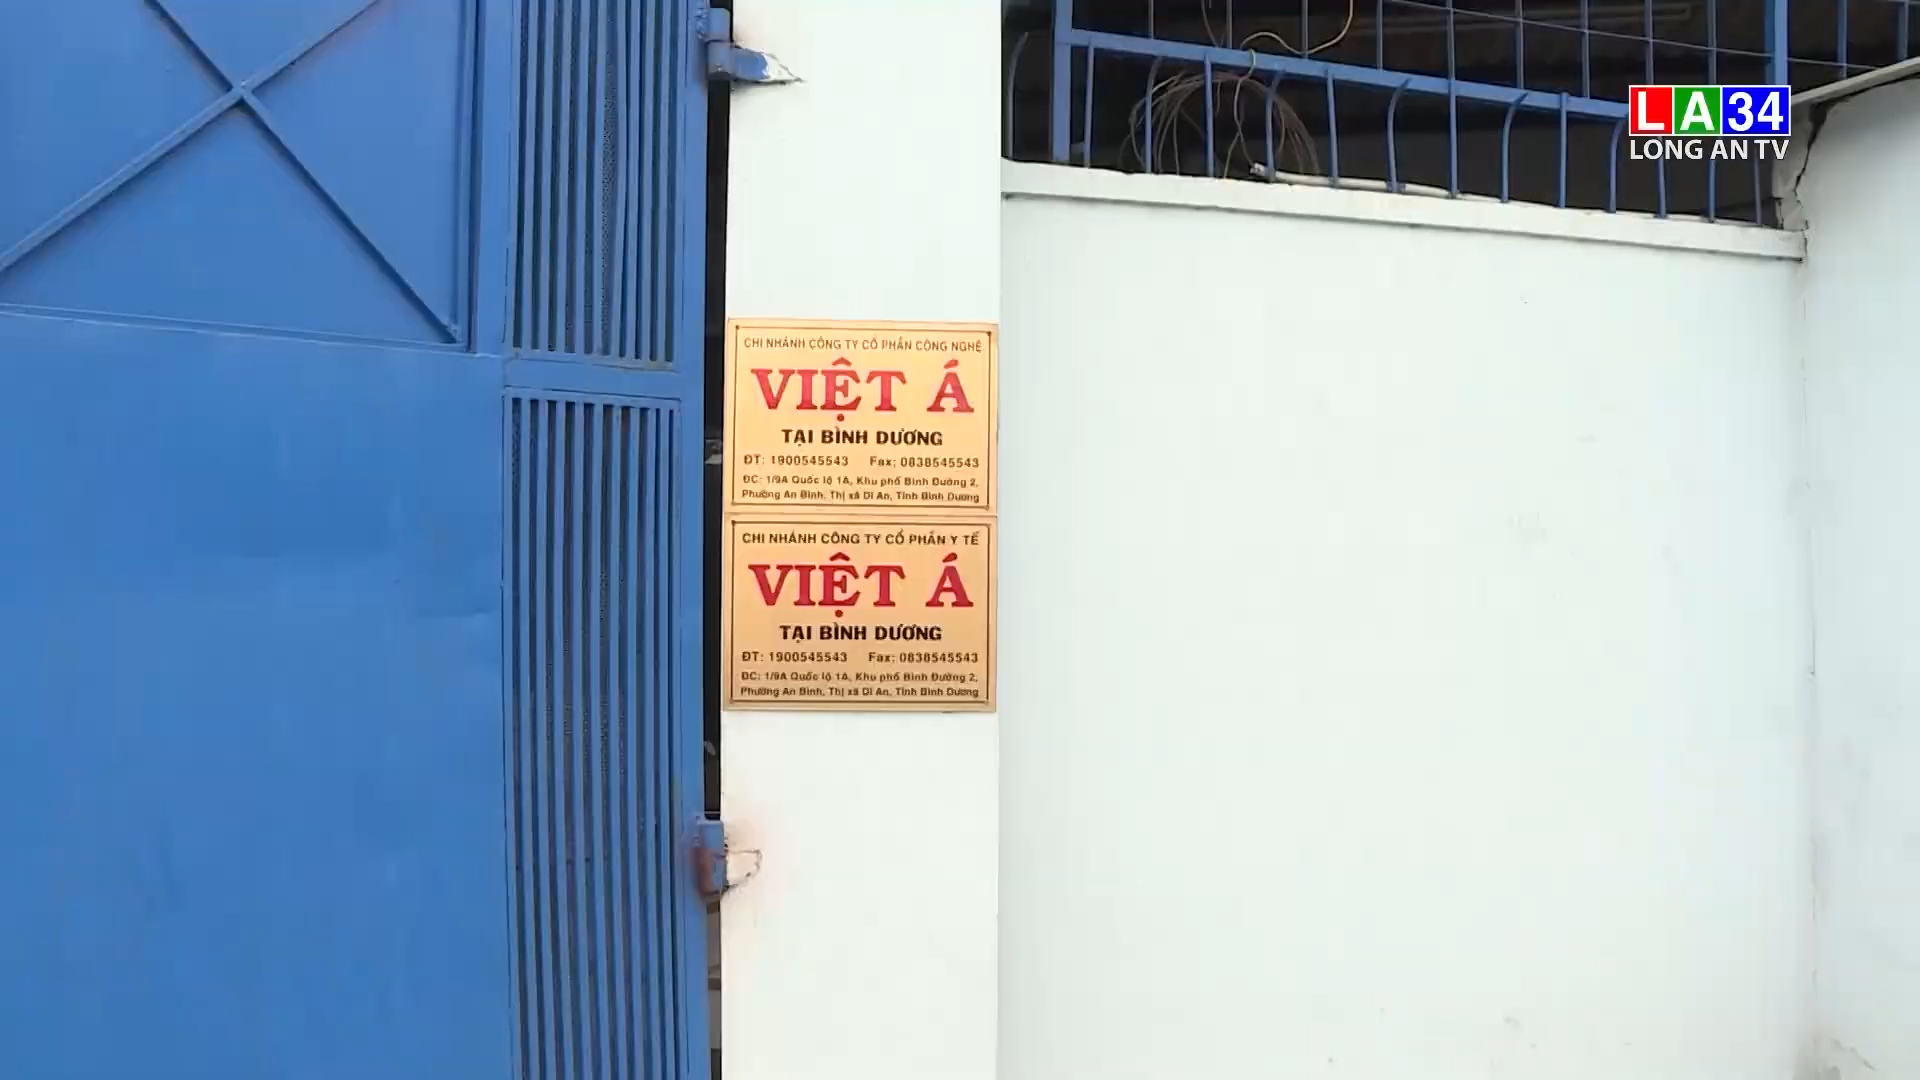 LA34
LONG AN TV
CHI NHÁNH CÔNG TY CỔ PHẦN CÔNG NGHỆ
VIỆT Á
TẠI BÌNH DƯƠNG
ĐT: 1900545543 Fax: 0838545543
ĐC: 1/9A Quốc lộ 1A, Khu phố Bình Đường 2,
Phường An Bình, Thị xã Dĩ An, Tỉnh Bình Dương
CHI NHÁNH CÔNG TY CỔ PHẦN Y TẾ
VIỆT Á
TẠI BÌNH DƯƠNG
ĐT: 1900545543 Fax: 0838545543
ĐC: 1/9A Quốc lộ 1A, Khu phố Bình Đường 2,
Phường An Bình, Thị xã Dĩ An, Tỉnh Bình Dương